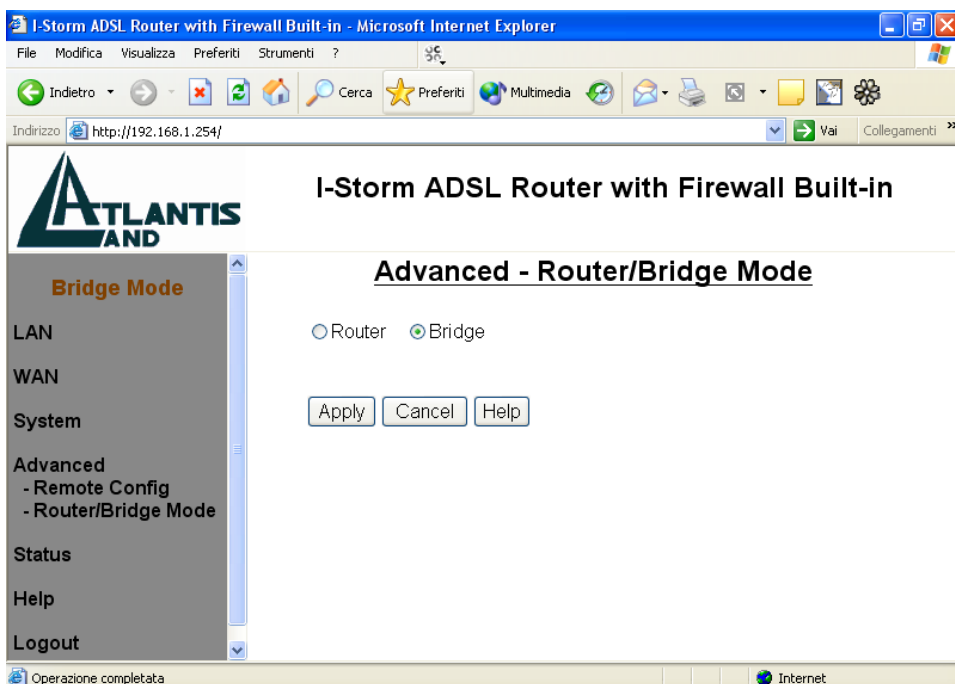 I-Storm ADSL Router with Firewall Built-in - Microsoft Internet Explorer
File Modifica Visualizza Preferiti Strumenti ?
Indietro Cerca Preferiti Multimedia
Indirizzo http://192.168.1.254/ Vai Collegamenti »
ATLANTIS
LAND
I-Storm ADSL Router with Firewall Built-in
Bridge Mode
LAN
WAN
System
Advanced
- Remote Config
- Router/Bridge Mode
Status
Help
Logout
Advanced - Router/Bridge Mode
Router Bridge
Apply Cancel Help
Operazione completata Internet